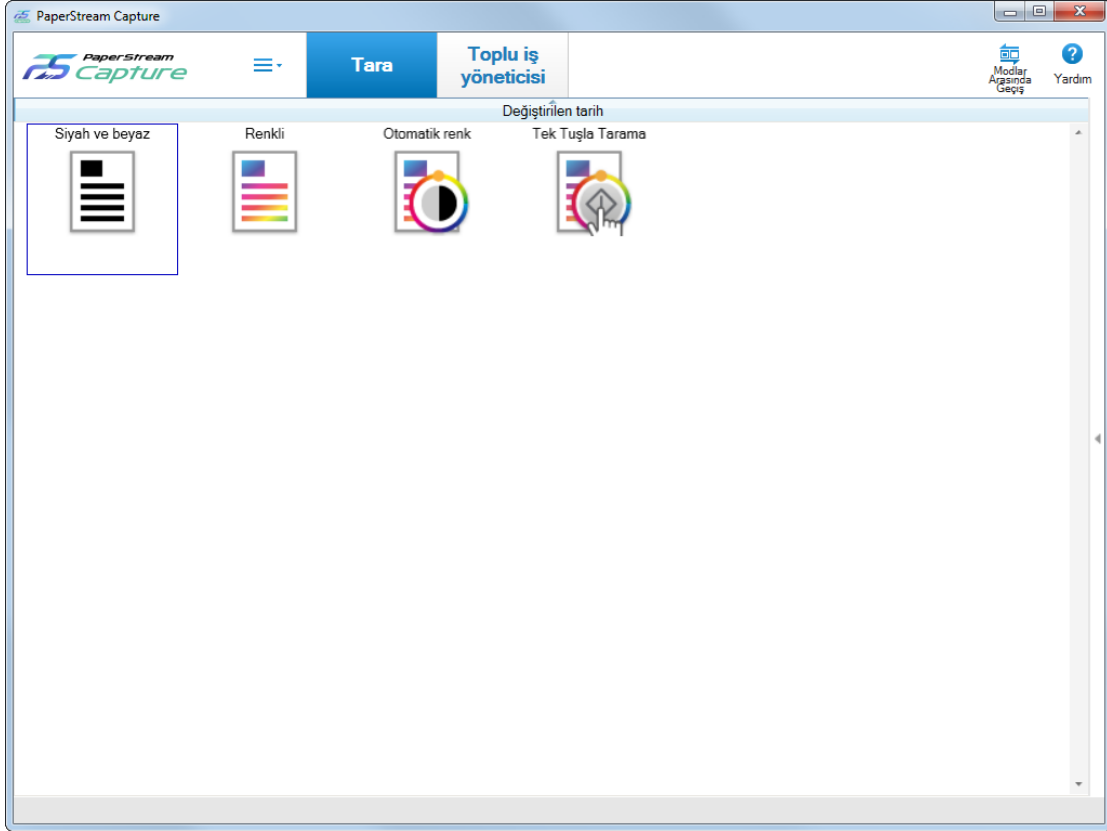 PaperStream Capture
PaperStream
Capture
Tara
Toplu iş
yöneticisi
Modlar
Arasında
Geçiş
Yardım
Değiştirilen tarih
Siyah ve beyaz
Renkli
Otomatik renk
Tek Tuşla Tarama